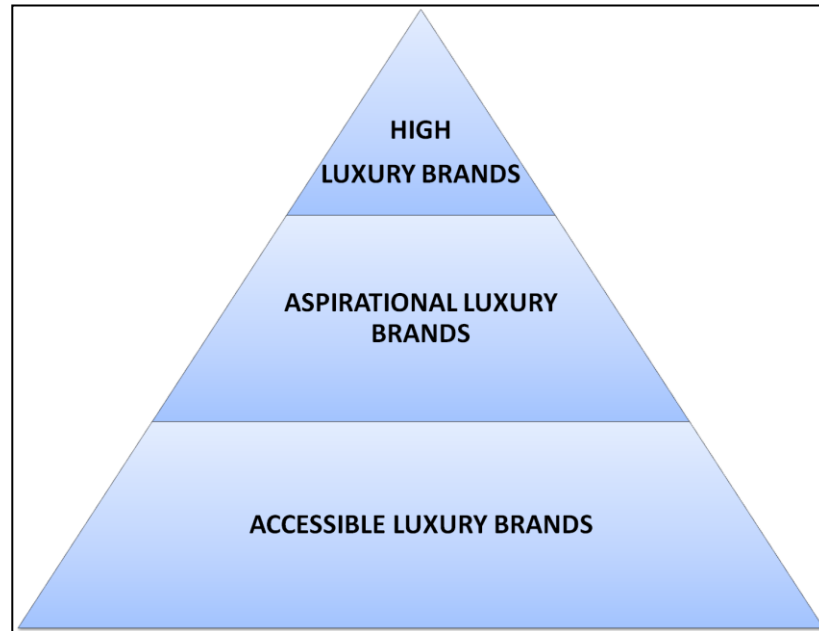 HIGH
LUXURY BRANDS
ASPIRATIONAL LUXURY
BRANDS
ACCESSIBLE LUXURY BRANDS